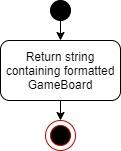 Return string
containing formatted
GameBoard